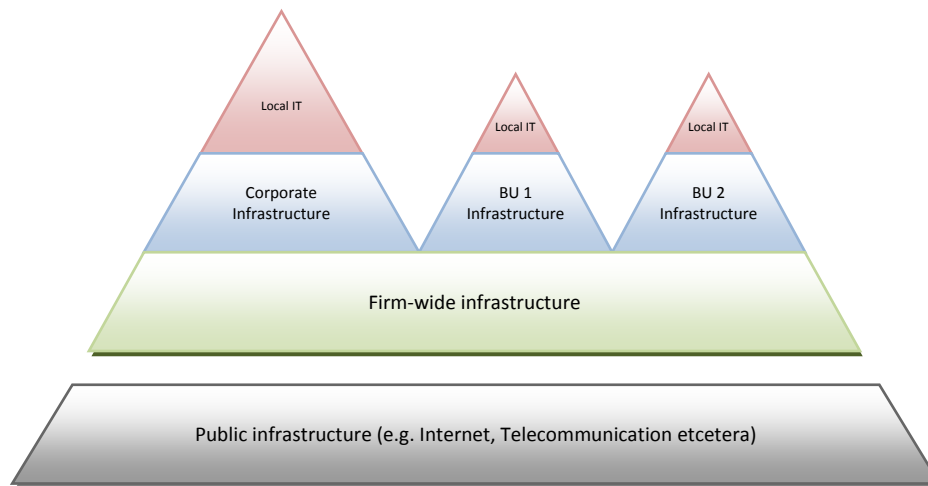 Local IT
Local IT
Local IT
Corporate
Infrastructure
BU 1
Infrastructure
BU 2
Infrastructure
Firm-wide infrastructure
Public infrastructure (e.g. Internet, Telecommunication etcetera)